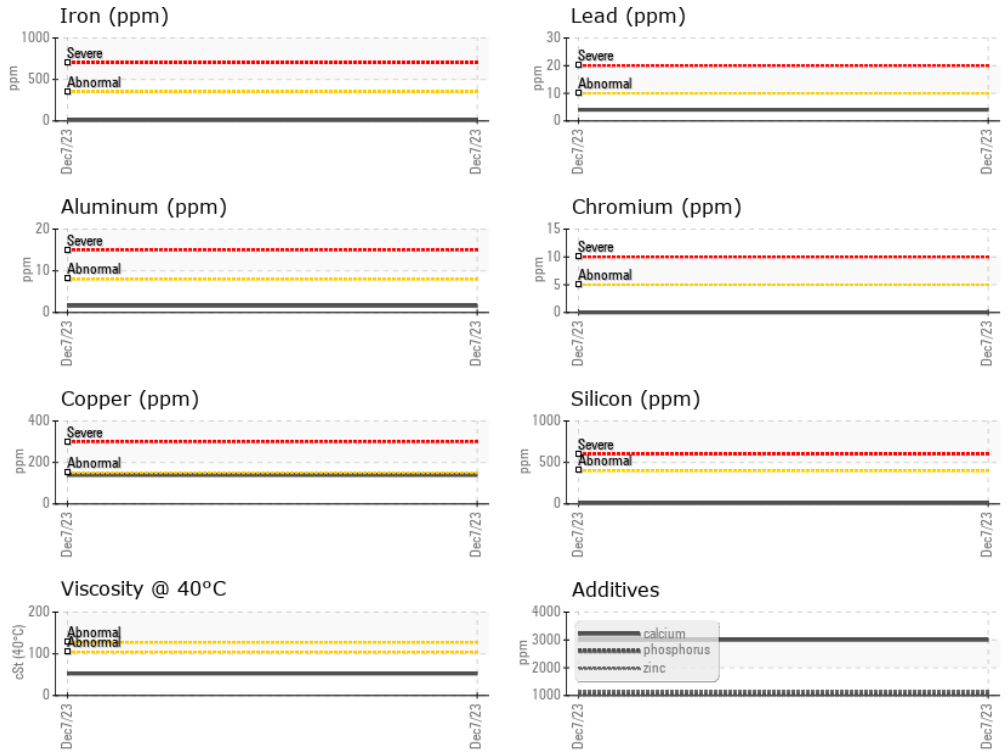 Iron (ppm)
1000
500
0
ppm
Severe
Abnormal
Dec7/23
Dec7/23
Lead (ppm)
30
20
10
0
ppm
Severe
Abnormal
Dec7/23
Dec7/23
Aluminum (ppm)
20
10
0
ppm
Severe
Abnormal
Dec7/23
Dec7/23
Chromium (ppm)
15
10
5
0
ppm
Severe
Abnormal
Dec7/23
Dec7/23
Copper (ppm)
400
200
0
ppm
Severe
Abnormal
Dec7/23
Dec7/23
Silicon (ppm)
1000
500
0
ppm
Severe
Abnormal
Dec7/23
Dec7/23
Viscosity @ 40°C
200
100
0
cSt (40°C)
Abnormal
Abnormal
Dec7/23
Dec7/23
Additives
4000
3000
2000
1000
ppm
calcium
phosphorus
zinc
Dec7/23
Dec7/23